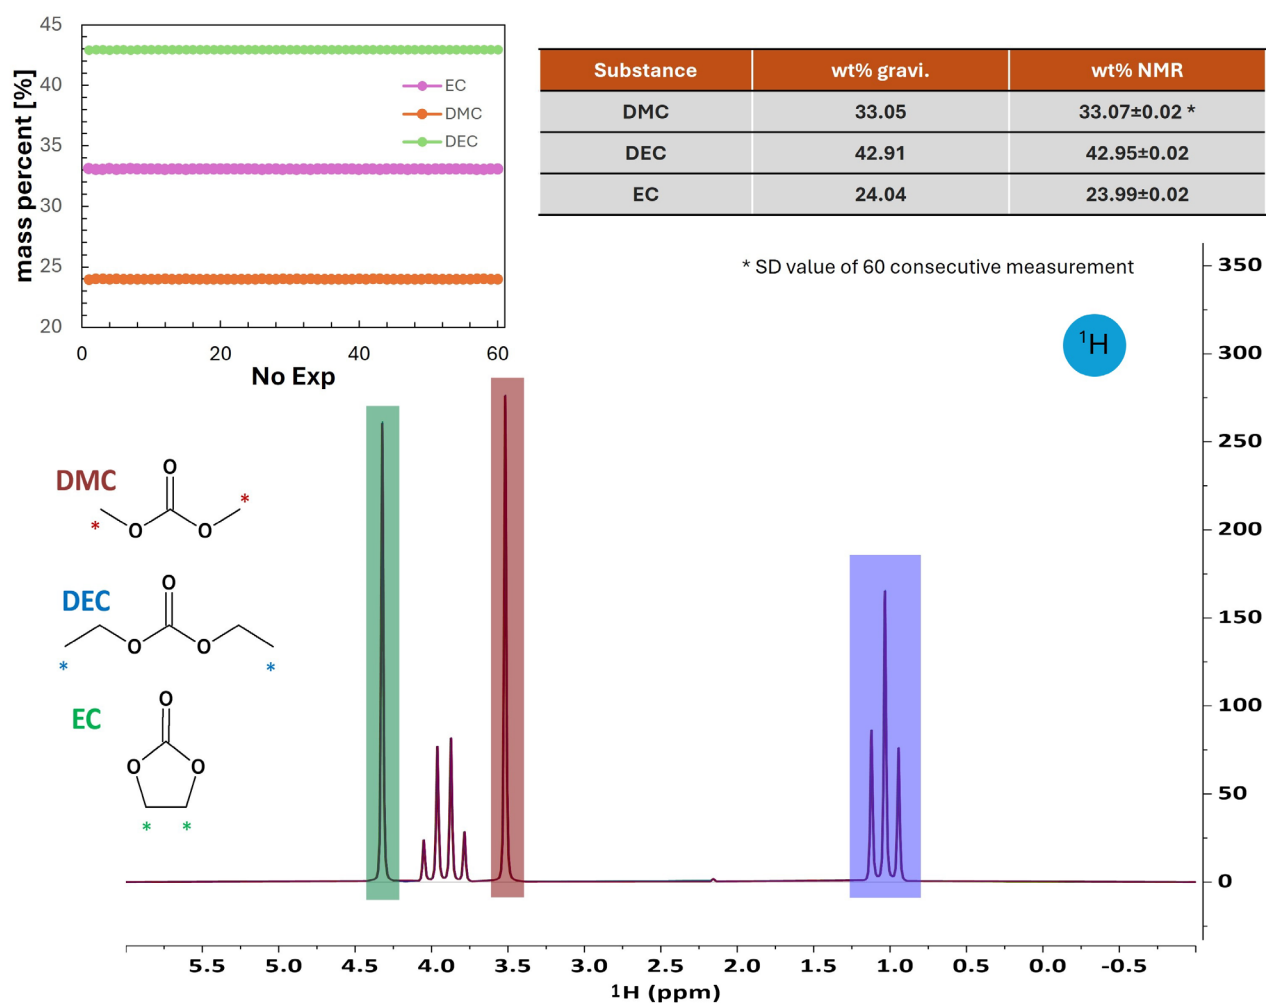 45
40
35
30
25
20
mass percent [%]
EC
DMC
DEC
0 20 40 60
No Exp
Substance wt% gravi. wt% NMR
DMC 33.05 33.07±0.02 *
DEC 42.91 42.95±0.02
EC 24.04 23.99±0.02
* SD value of 60 consecutive measurement
¹H
350
300
250
200
150
100
50
0
DMC
O
* O O *
DEC
O
O O
* *
EC
O
O O
* *
5.5 5.0 4.5 4.0 3.5 3.0 2.5 2.0 1.5 1.0 0.5 0.0 -0.5
¹H (ppm)